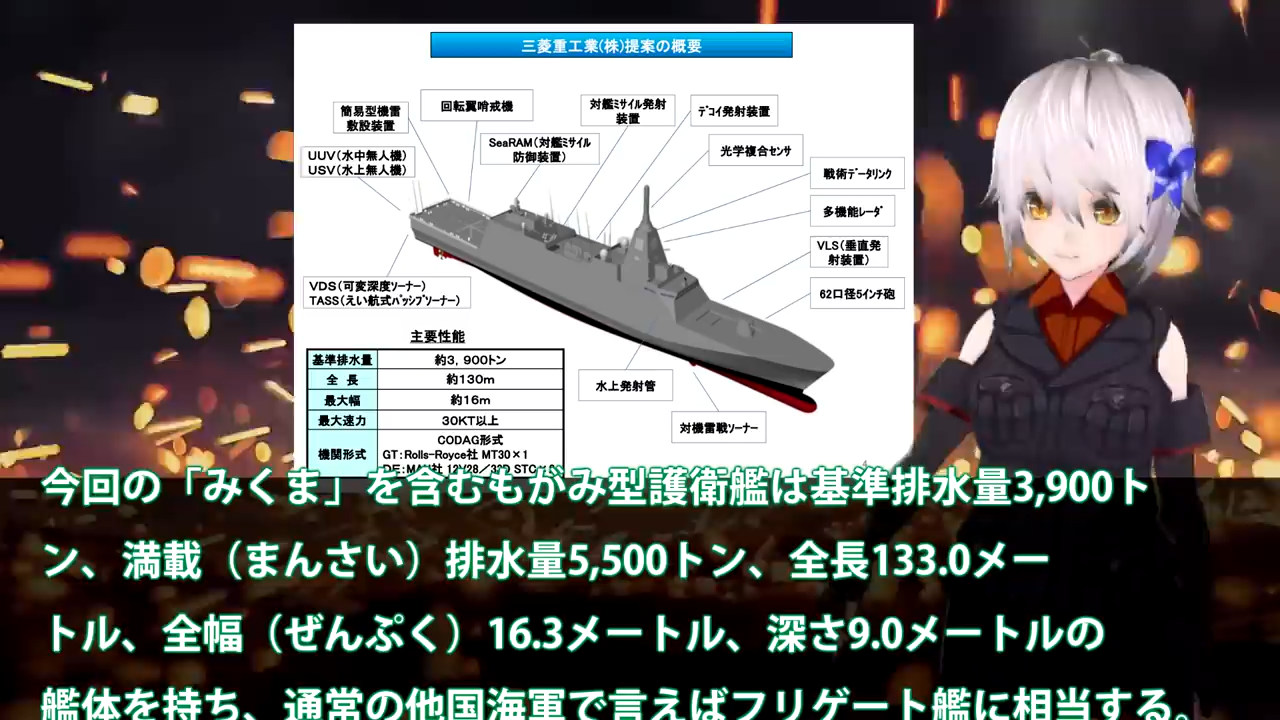 三菱重工業(株)提案の概要
簡易型機雷
敷設装置
回転翼哨戒機
対艦ﾐｻｲﾙ発射
装置
ﾃﾞｺｲ発射装置
UUV(水中無人機)
USV(水上無人機)
SeaRAM(対艦ﾐｻｲﾙ
防御装置)
光学複合ｾﾝｻ
戦術ﾃﾞｰﾀﾘﾝｸ
多機能ﾚｰﾀﾞ
VLS(垂直発
射装置)
62口径5ｲﾝﾁ砲
VDS(可変深度ｿｰﾅｰ)
TASS(えい航式ﾊﾟｯｼﾌﾞｿｰﾅｰ)
水上発射管
対機雷戦ｿｰﾅｰ
主要性能
基準排水量 約3,900トン
全 長 約130m
最大幅 約16m
最大速力 30KT以上
機関形式 CODAG形式
GT:Rolls-Royce社 MT30×1
今回の「みくま」を含むもがみ型護衛艦は基準排水量3,900ト
ン、満載（まんさい）排水量5,500トン、全長133.0メー
トル、全幅（ぜんぷく）16.3メートル、深さ9.0メートルの
艦体を持ち、通常の他国海軍で言えばフリゲート艦に相当する。